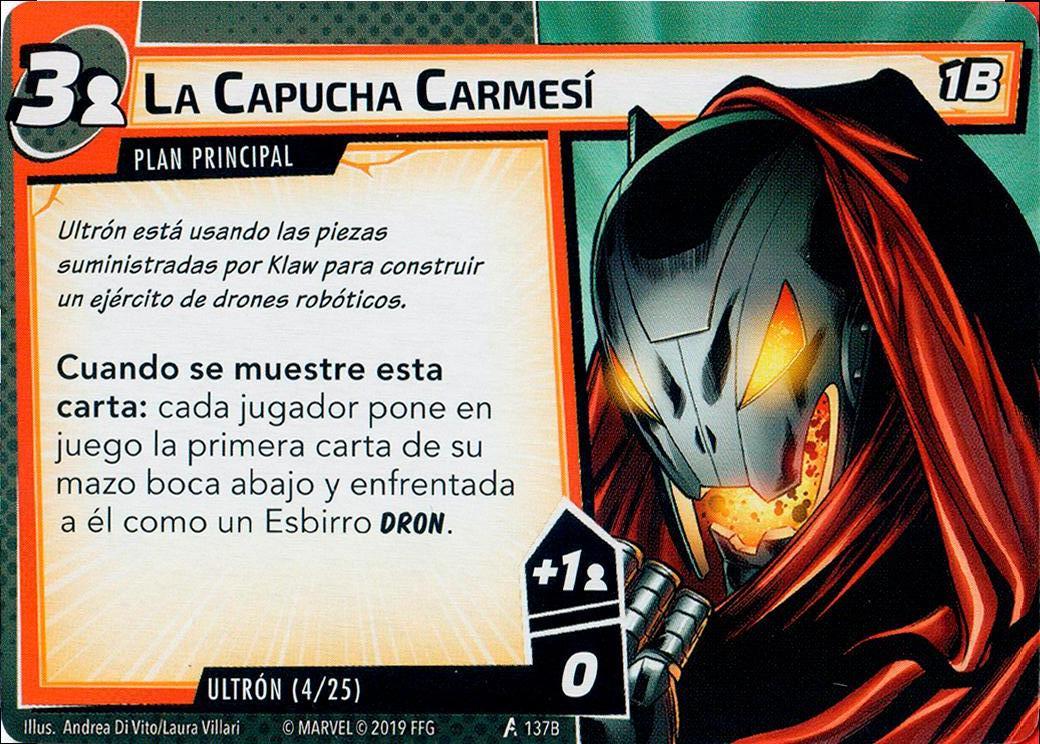 3
LA CAPUCHA CARMESÍ
1B
PLAN PRINCIPAL
Ultrón está usando las piezas
suministradas por Klaw para construir
un ejército de drones robóticos.
Cuando se muestre esta
carta: cada jugador pone en
juego la primera carta de su
mazo boca abajo y enfrentada
a él como un Esbirro DRON.
+1
0
ULTRÓN (4/25)
Illus. Andrea Di Vito/Laura Villari © MARVEL © 2019 FFG 137B